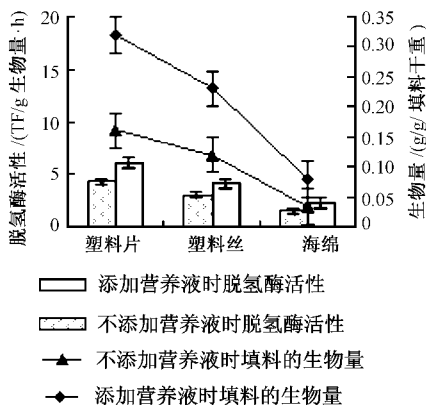 20
15
10
5
0
脱氢酶活性/(TF/g 生物量·h)
0.35
0.30
0.25
0.20
0.15
0.10
0.05
0
生物量/(g/g/填料干重)
塑料片 塑料丝 海绵
添加营养液时脱氢酶活性
不添加营养液时脱氢酶活性
不添加营养液时填料的生物量
添加营养液时填料的生物量